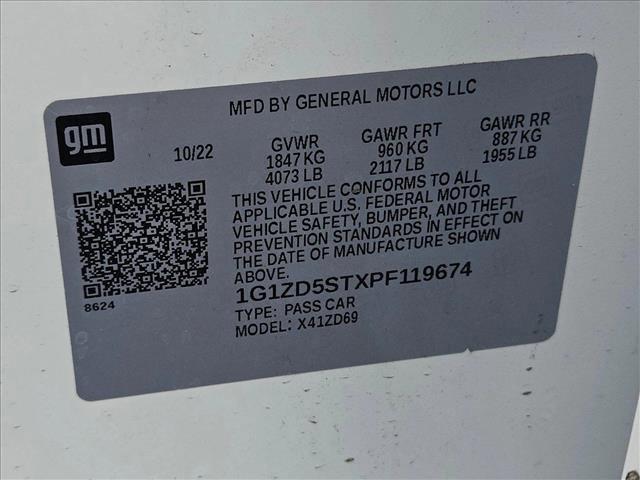 MFD BY GENERAL MOTORS LLC
gm
10/22
GVWR GAWR FRT GAWR RR
1847 KG 960 KG 887 KG
4073 LB 2117 LB 1955 LB
THIS VEHICLE CONFORMS TO ALL
APPLICABLE U.S. FEDERAL MOTOR
VEHICLE SAFETY, BUMPER, AND THEFT
PREVENTION STANDARDS IN EFFECT ON
THE DATE OF MANUFACTURE SHOWN
ABOVE.
8624
1G1ZD5STXPF119674
TYPE: PASS CAR
MODEL: X41ZD69